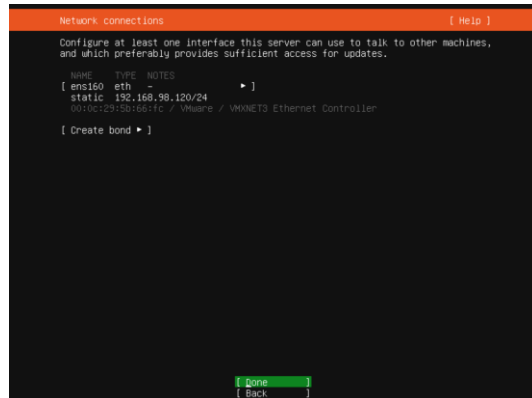 Network connections [ Help ]
Configure at least one interface this server can use to talk to other machines,
and which preferably provides sufficient access for updates.
NAME TYPE NOTES
[ ens160 eth - ▸ ]
static 192.168.98.120/24
00:0c:29:5b:66:fc / VMware / VMXNET3 Ethernet Controller
[ Create bond ▸ ]
[ Done ]
[ Back ]